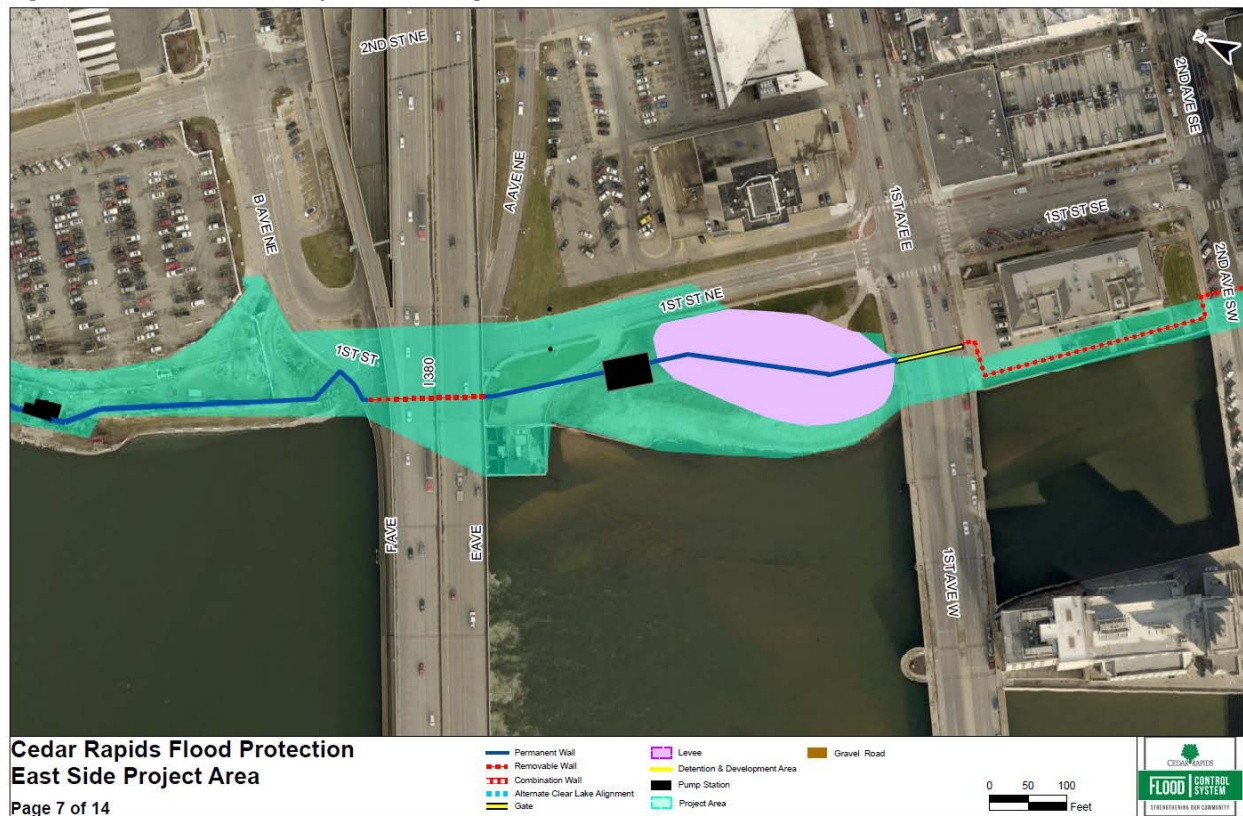 2ND ST NE
B AVE NE
A AVE NE
1ST AVE E
1ST ST SE
2ND AVE SE
2ND AVE SW
N
1ST ST.
I 380
1ST ST NE
F AVE
E AVE
1ST AVE W
Cedar Rapids Flood Protection
East Side Project Area
Page 7 of 14
Permanent Wall
Removable Wall
Combination Wall
Alternate Clear Lake Alignment
Gate
Levee
Detention & Development Area
Pump Station
Project Area
Gravel Road
0 50 100
Feet
CEDAR RAPIDS
FLOOD CONTROL
SYSTEM
STRENGTHENING OUR COMMUNITY